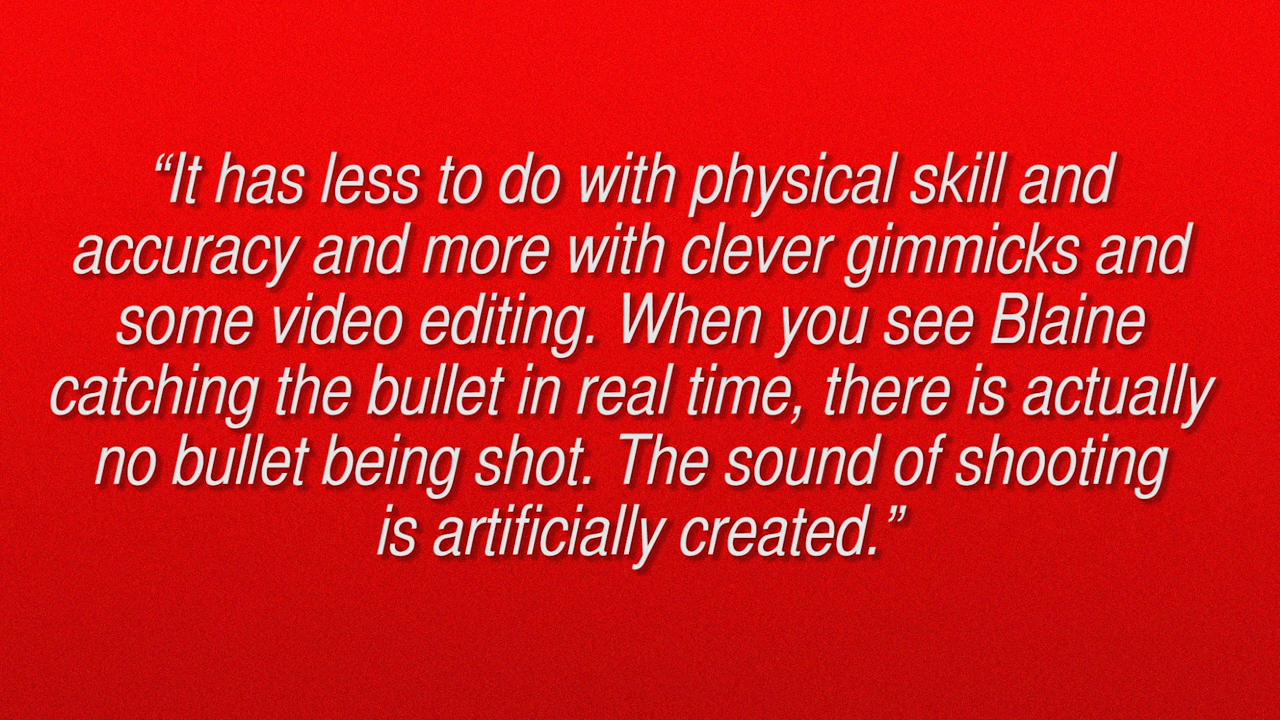 “It has less to do with physical skill and
accuracy and more with clever gimmicks and
some video editing. When you see Blaine
catching the bullet in real time, there is actually
no bullet being shot. The sound of shooting
is artificially created.”